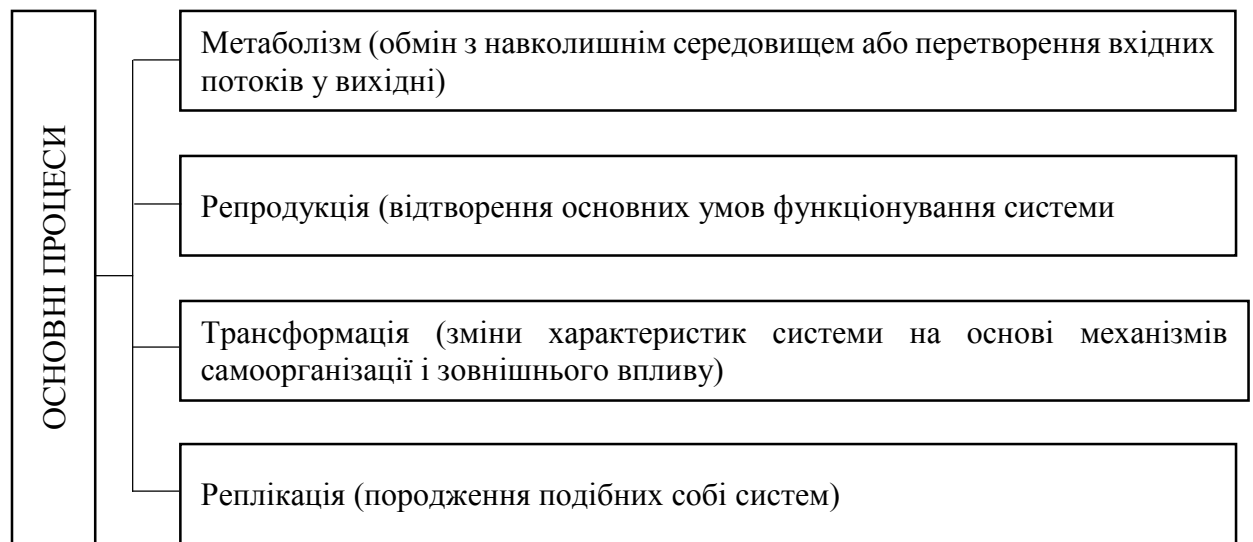 ОСНОВНІ ПРОЦЕСИ
Метаболізм (обмін з навколишнім середовищем або перетворення вхідних
потоків у вихідні)
Репродукція (відтворення основних умов функціонування системи
Трансформація (зміни характеристик системи на основі механізмів
самоорганізації і зовнішнього впливу)
Реплікація (породження подібних собі систем)